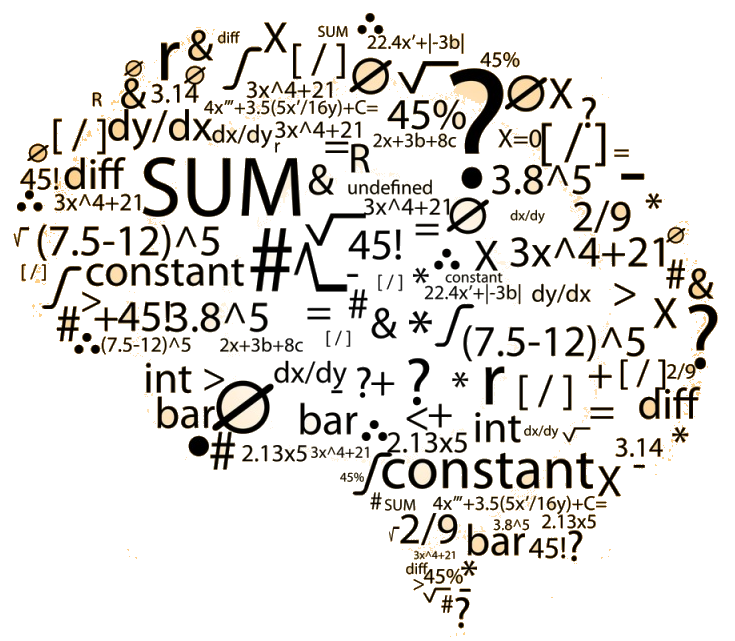 r & diff ∫ X SUM ∴ 22.4x'+|-3b|
Ø [ / ] 45%
& 3.14 Ø 3x^4+21 Ø √ ? Ø X ?
R 4x'''+3.5(5x'/16y)+C= 45%
[ / ] dy/dx dx/dy 3x^4+21 2x+3b+8c X=0 [ / ] =
Ø r = R
45! diff SUM & undefined 3.8^5 -
∴ 3x^4+21 3x^4+21 Ø dx/dy 2/9 *
√ (7.5-12)^5 # √ 45! = ∴ X 3x^4+21 Ø
[ / ] ∫ constant ^ - [ / ] * constant # &
> 22.4x'+|-3b| dy/dx >
# +45! 3.8^5 = # & * ∫ X ?
∴ (7.5-12)^5 2x+3b+8c [ / ] (7.5-12)^5
int > dx/dy - ?+ ? * r [ / ] + [ / ] 2/9
bar Ø bar ∴ <+ int dx/dy √ = diff
• # 2.13x5 3x^4+21 2.13x5 3.14 *
45% ∫ constant X -
# SUM 4x'''+3.5(5x'/16y)+C=
√ 2/9 bar 3.8^5 2.13x5
3x^4+21 45! ?
diff 45% *
> √ # - ?